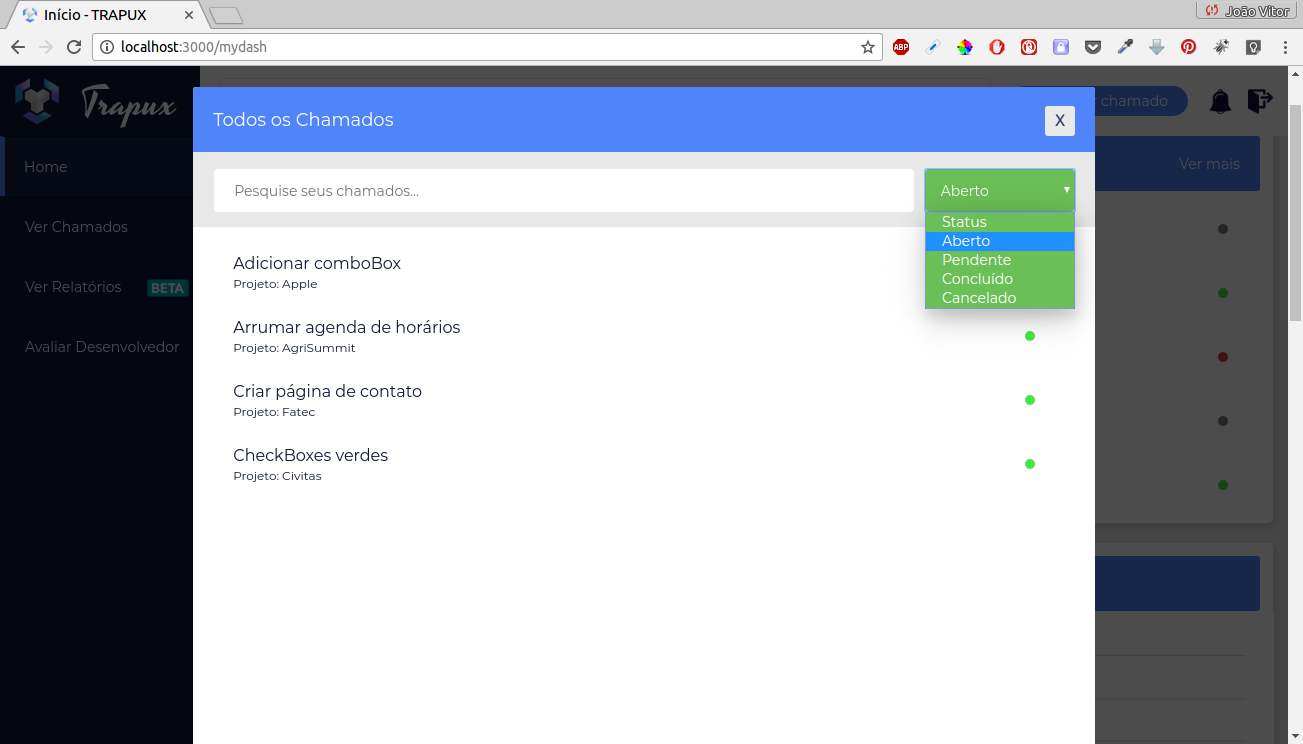 Início - TRAPUX
João Vitor
localhost:3000/mydash
ABP
Trapux
chamado
Todos os Chamados
X
Home
Ver mais
Pesquise seus chamados...
Aberto
Status
Aberto
Pendente
Concluído
Cancelado
Ver Chamados
Adicionar comboBox
Projeto: Apple
Ver Relatórios BETA
Arrumar agenda de horários
Projeto: AgriSummit
Avaliar Desenvolvedor
Criar página de contato
Projeto: Fatec
CheckBoxes verdes
Projeto: Civitas